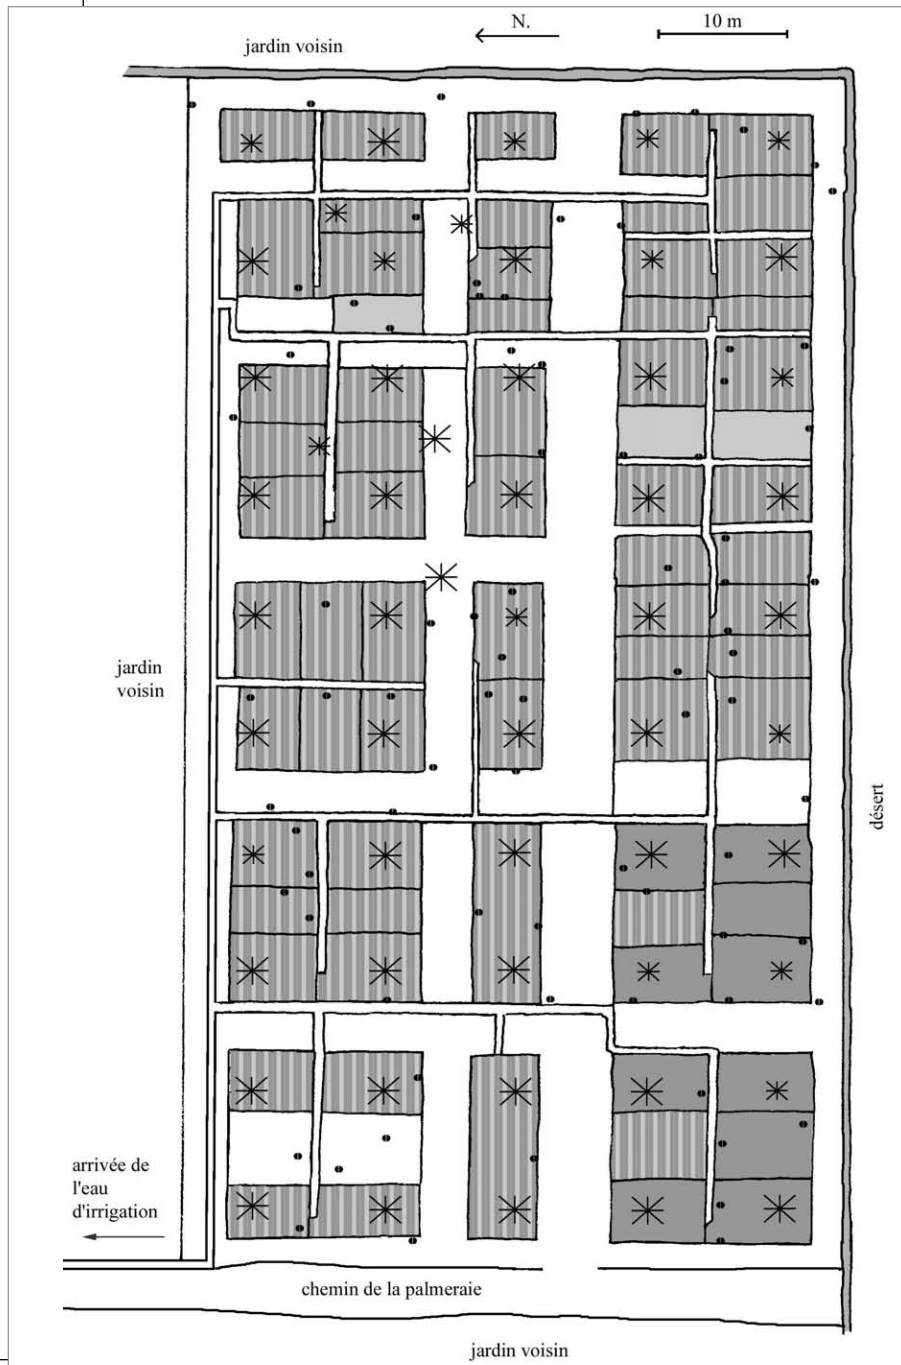 N.
10 m
jardin voisin
jardin
voisin
désert
arrivée de
l'eau
d'irrigation
chemin de la palmeraie
jardin voisin